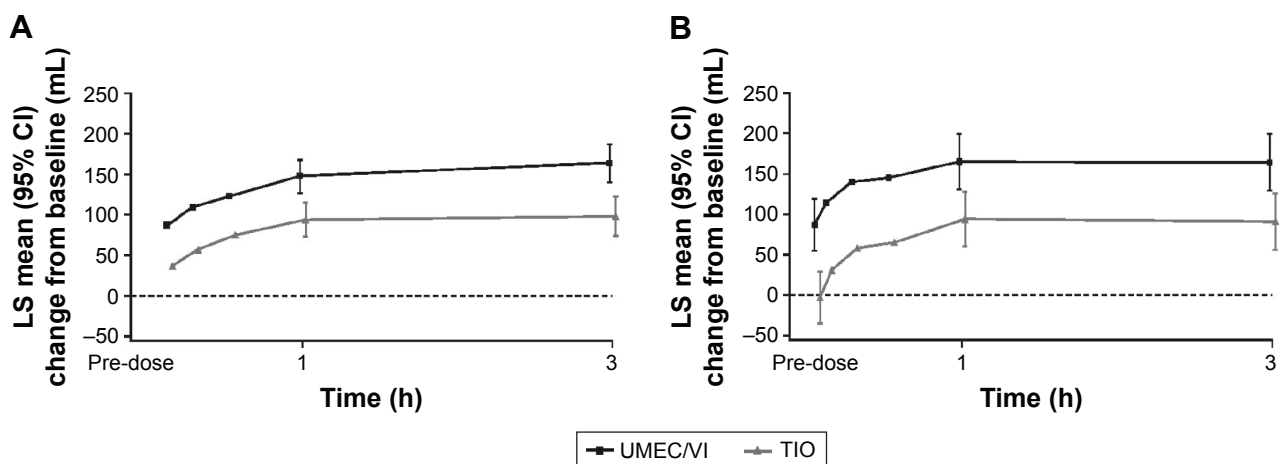 A
LS mean (95% CI)
change from baseline (mL)
250
200
150
100
50
0
–50
Pre-dose
1
3
Time (h)
B
LS mean (95% CI)
change from baseline (mL)
250
200
150
100
50
0
–50
Pre-dose
1
3
Time (h)
UMEC/VI
TIO